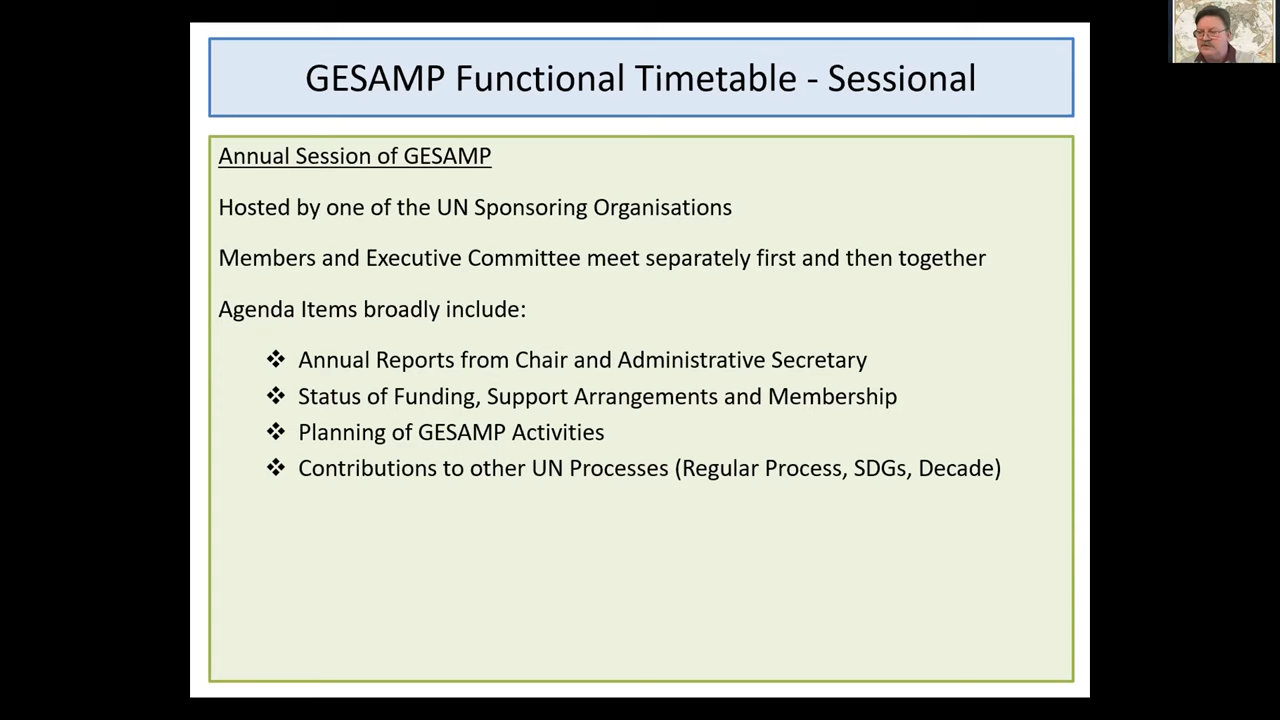 GESAMP Functional Timetable - Sessional
Annual Session of GESAMP
Hosted by one of the UN Sponsoring Organisations
Members and Executive Committee meet separately first and then together
Agenda Items broadly include:
❖ Annual Reports from Chair and Administrative Secretary
❖ Status of Funding, Support Arrangements and Membership
❖ Planning of GESAMP Activities
❖ Contributions to other UN Processes (Regular Process, SDGs, Decade)